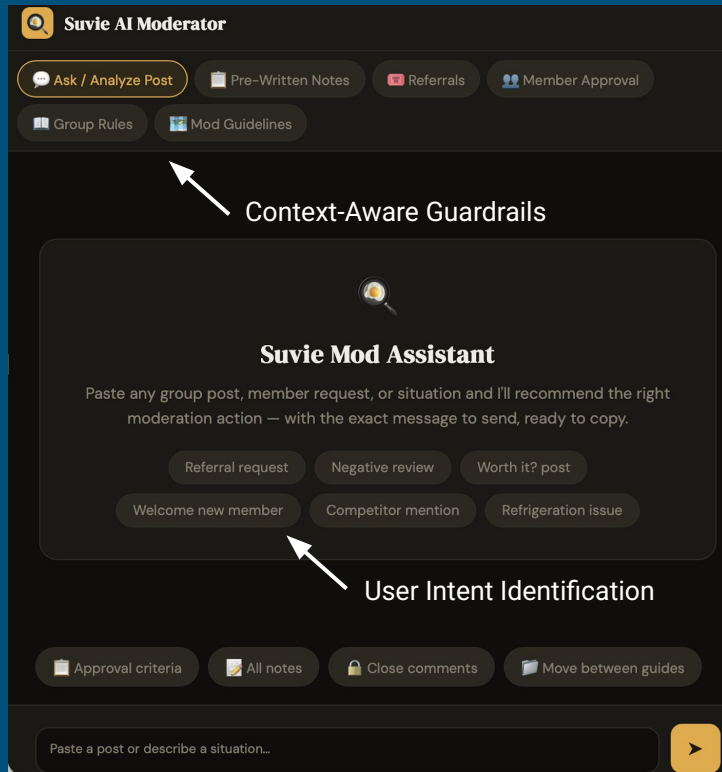 Suvie AI Moderator
Ask / Analyze Post
Pre-Written Notes
Referrals
Member Approval
Group Rules
Mod Guidelines
Context-Aware Guardrails
Suvie Mod Assistant
Paste any group post, member request, or situation and I'll recommend the right
moderation action — with the exact message to send, ready to copy.
Referral request
Negative review
Worth it? post
Welcome new member
Competitor mention
Refrigeration issue
User Intent Identification
Approval criteria
All notes
Close comments
Move between guides
Paste a post or describe a situation...